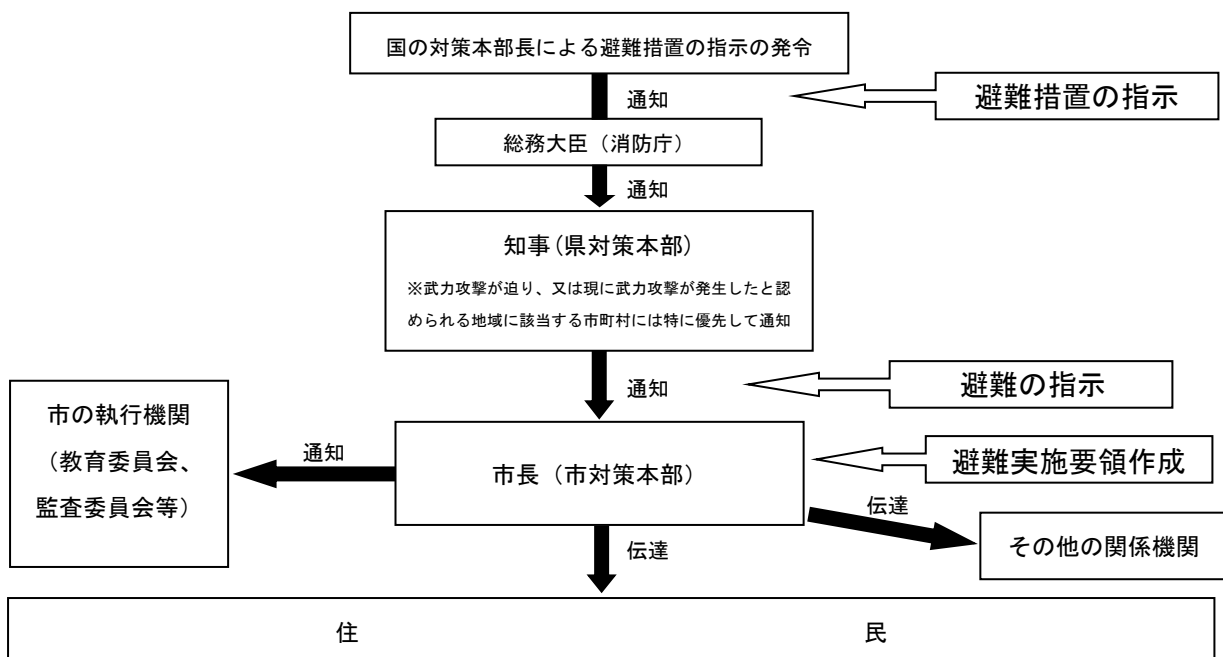 国の対策本部長による避難措置の指示の発令
通知
避難措置の指示
総務大臣（消防庁）
通知
知事（県対策本部）
※武力攻撃が迫り、又は現に武力攻撃が発生したと認
められる地域に該当する市町村には特に優先して通知
通知
避難の指示
市の執行機関
（教育委員会、
監査委員会等）
通知
市長（市対策本部）
避難実施要領作成
伝達
その他の関係機関
伝達
住　民